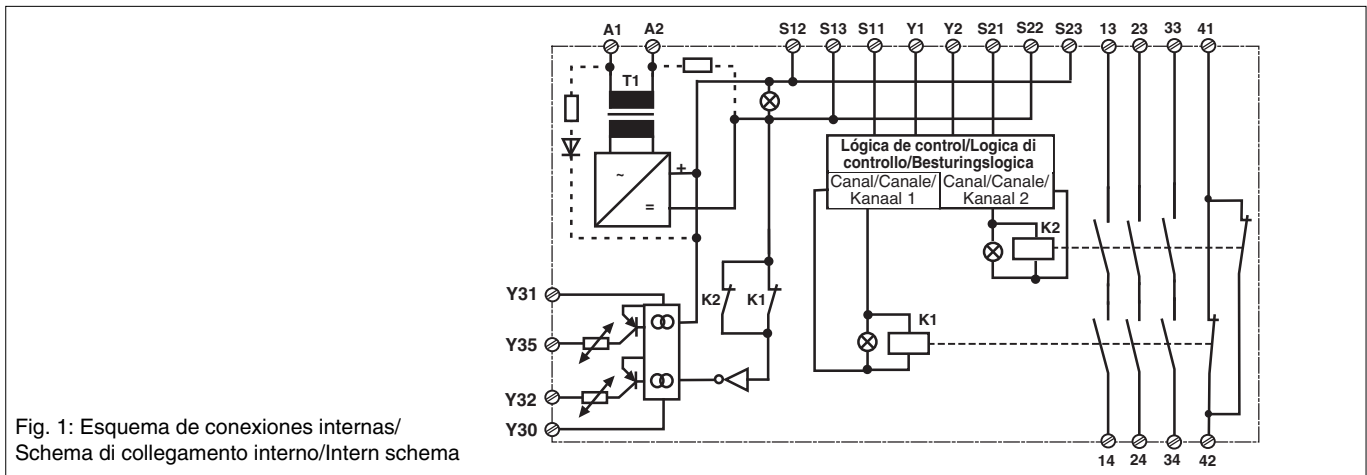 A1 A2 S12 S13 S11 Y1 Y2 S21 S22 S23 13 23 33 41
T1
Lógica de control/Logica di
controllo/Besturingslogica
Canal/Canale/ Canal/Canale/
Kanaal 1 Kanaal 2
+
~
=
K2
Y31
K2 K1
K1
Y35
Y32
Y30
Fig. 1: Esquema de conexiones internas/
Schema di collegamento interno/Intern schema
14 24 34 42